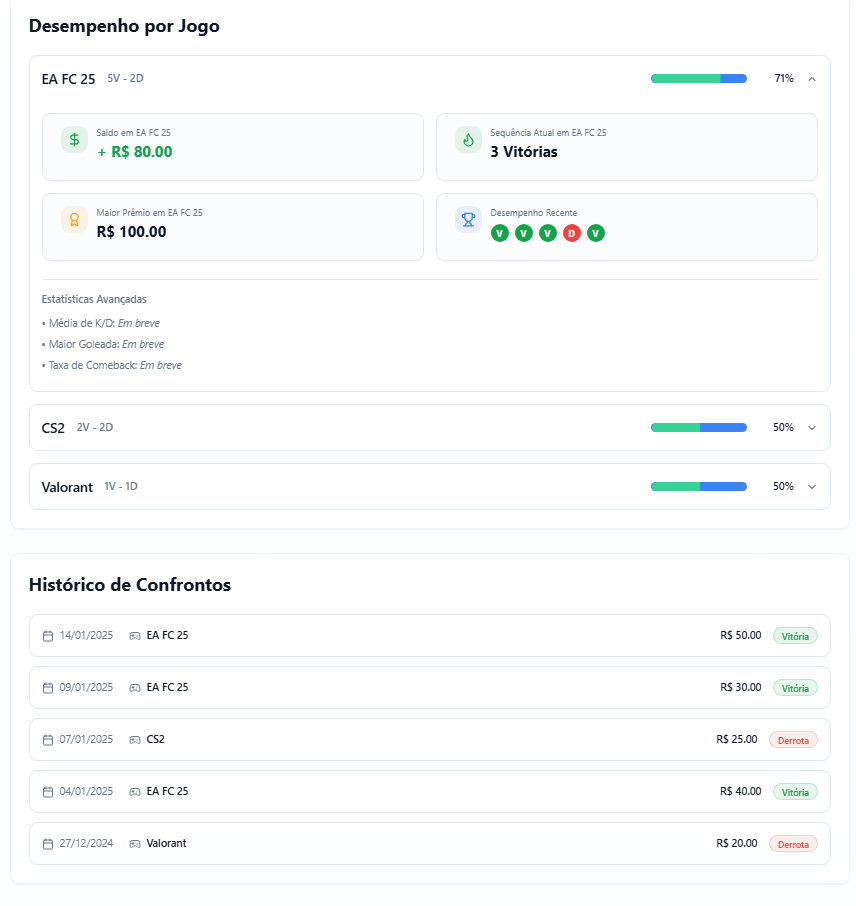 Desempenho por Jogo
EA FC 25 5V - 2D 71%
Saldo em EA FC 25
+ R$ 80.00
Sequência Atual em EA FC 25
3 Vitórias
Maior Prêmio em EA FC 25
R$ 100.00
Desempenho Recente
V V V D V
Estatísticas Avançadas
• Média de K/D: Em breve
• Maior Goleada: Em breve
• Taxa de Comeback: Em breve
CS2 2V - 2D 50%
Valorant 1V - 1D 50%
Histórico de Confrontos
14/01/2025 EA FC 25 R$ 50.00 Vitória
09/01/2025 EA FC 25 R$ 30.00 Vitória
07/01/2025 CS2 R$ 25.00 Derrota
04/01/2025 EA FC 25 R$ 40.00 Vitória
27/12/2024 Valorant R$ 20.00 Derrota